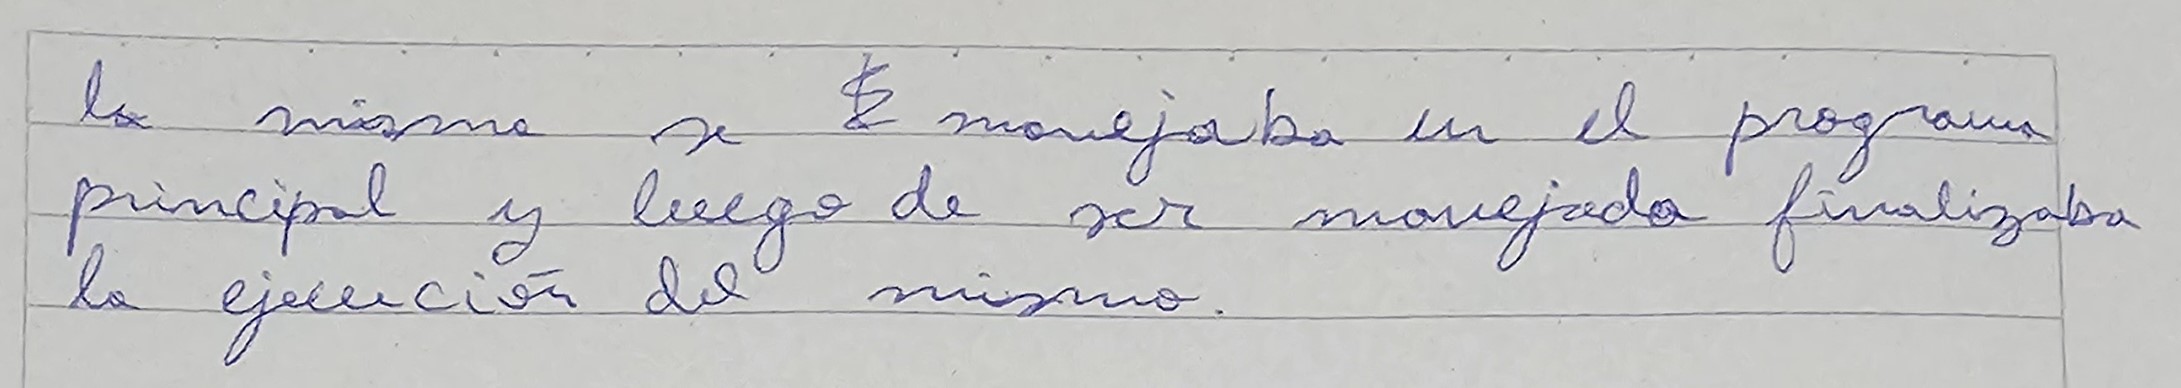 la misma se manejaba en el programa
principal y luego de ser manejada finalizaba
la ejecución del mismo.